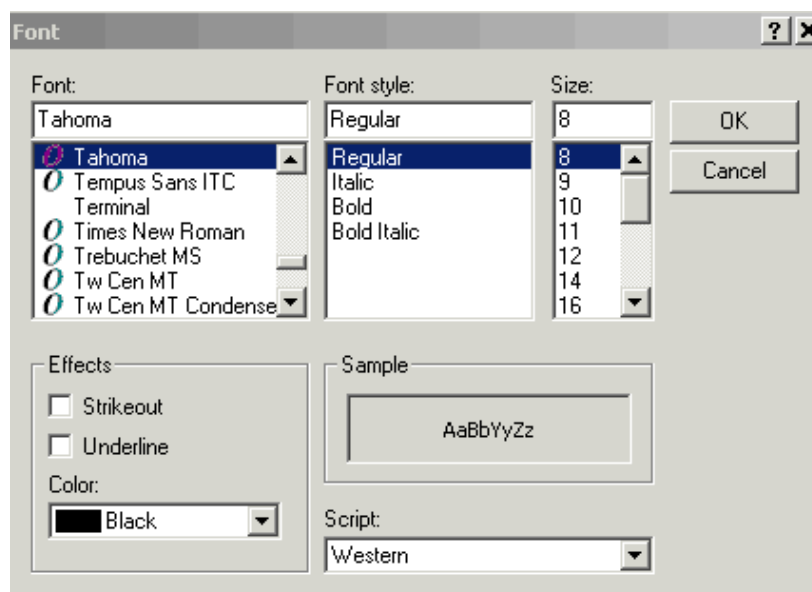 Font
Font:
Tahoma
Tahoma
Tempus Sans ITC
Terminal
Times New Roman
Trebuchet MS
Tw Cen MT
Tw Cen MT Condense
Font style:
Regular
Regular
Italic
Bold
Bold Italic
Size:
8
8
9
10
11
12
14
16
OK
Cancel
Effects
Strikeout
Underline
Color:
Black
Sample
AaBbYyZz
Script:
Western